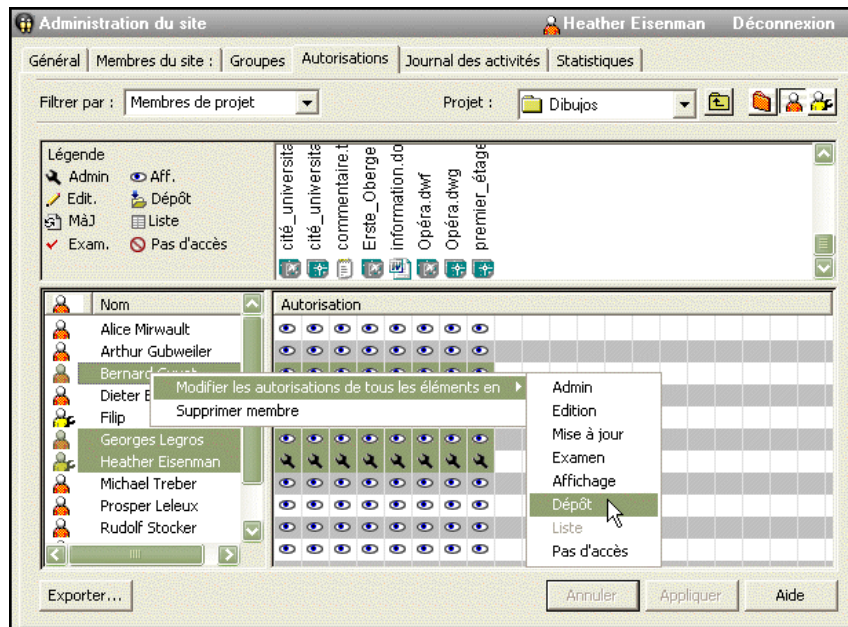 Administration du site Heather Eisenman Déconnexion
Général Membres du site : Groupes Autorisations Journal des activités Statistiques
Filtrer par : Membres de projet Projet : Dibujos
Légende
Admin Aff.
Edit. Dépôt
MàJ Liste
Exam. Pas d'accès
cité_universita
cité_universita
commentaire.t
Erste_Oberge
information.do
Opéra.dwf
Opéra.dwg
premier_étage
Nom Autorisation
Alice Mirwault
Arthur Gubweiler
Bernard
Dieter
Filip
Georges Legros
Heather Eisenman
Michael Treber
Prosper Leleux
Rudolf Stocker
Modifier les autorisations de tous les éléments en
Supprimer membre
Admin
Edition
Mise à jour
Examen
Affichage
Dépôt
Liste
Pas d'accès
Exporter... Annuler Appliquer Aide